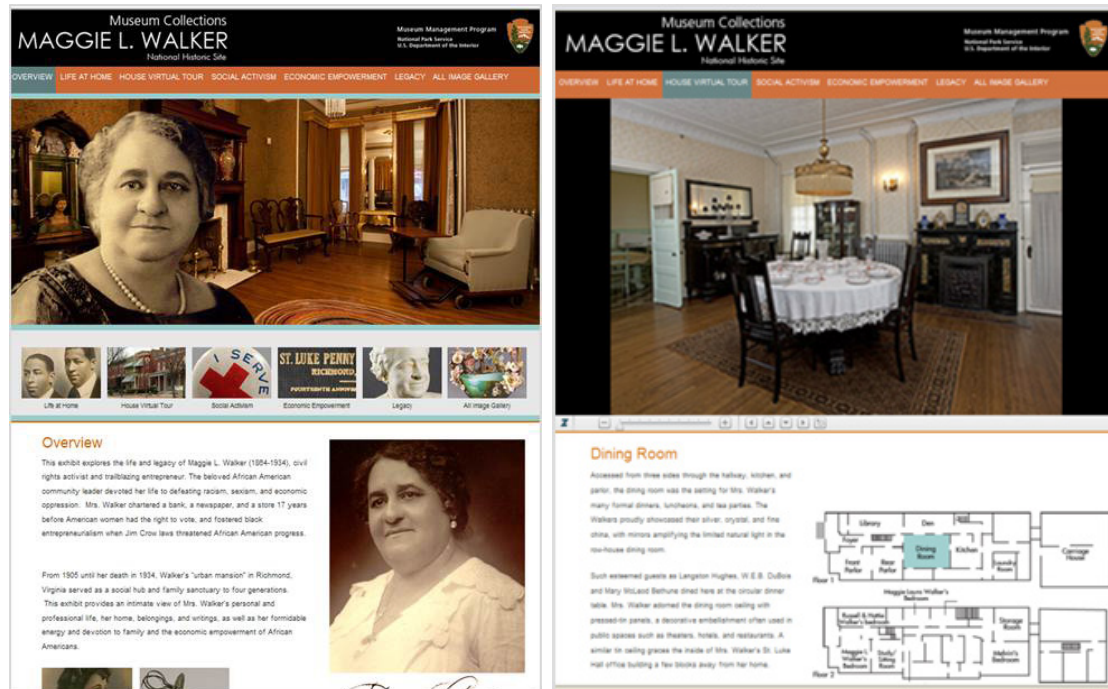 Museum Collections
MAGGIE L. WALKER
National Historic Site
Museum Management Program
National Park Service
U.S. Department of the Interior
OVERVIEW LIFE AT HOME HOUSE VIRTUAL TOUR SOCIAL ACTIVISM ECONOMIC EMPOWERMENT LEGACY ALL IMAGE GALLERY
I SERVE
ST. LUKE PENNY
RICHMOND,
FOURTEENTH
Life at Home
House Virtual Tour
Social Activism
Economic Empowerment
Legacy
All Image Gallery
Overview
This exhibit explores the life and legacy of Maggie L. Walker (1864-1934), civil
rights activist and trailblazing entrepreneur. The beloved African American
community leader devoted her life to defeating racism, sexism, and economic
oppression. Mrs. Walker chartered a bank, a newspaper, and a store 17 years
before American women had the right to vote, and fostered black
entrepreneurialism when Jim Crow laws threatened African American progress.
From 1905 until her death in 1934, Walker's "urban mansion" in Richmond,
Virginia served as a social hub and family sanctuary to four generations.
This exhibit provides an intimate view of Mrs. Walker's personal and
professional life, her home, belongings, and writings, as well as her formidable
energy and devotion to family and the economic empowerment of African
Americans.
Museum Collections
MAGGIE L. WALKER
National Historic Site
Museum Management Program
National Park Service
U.S. Department of the Interior
OVERVIEW LIFE AT HOME HOUSE VIRTUAL TOUR SOCIAL ACTIVISM ECONOMIC EMPOWERMENT LEGACY ALL IMAGE GALLERY
Dining Room
Accessed from three sides through the hallway, kitchen, and
parlor, the dining room was the setting for Mrs. Walker's
many formal dinners, luncheons, and tea parties. The
Walkers proudly showcased their silver, crystal, and fine
china, with mirrors amplifying the limited natural light in the
row-house dining room.
Such esteemed guests as Langston Hughes, W.E.B. DuBois
and Mary McLeod Bethune dined here at the circular dinner
table. Mrs. Walker adorned the dining room ceiling with
pressed-tin panels, a decorative embellishment often used in
public spaces such as theaters, hotels, and restaurants. A
similar tin ceiling graces the inside of Mrs. Walker's St. Luke
Hall office building a few blocks away from her home.
Library
Den
Foyer
Dining
Room
Kitchen
Front
Parlor
Rear
Parlor
Laundry
Room
Carriage
House
Floor 1
Maggie Laura Walker's
Bedroom
Russell & Hattie
Walker's bedroom
Storage
Room
Maggie L.
Walker's
Bedroom
Study/
Sitting
Room
Melvin's
Bedroom
Floor 2